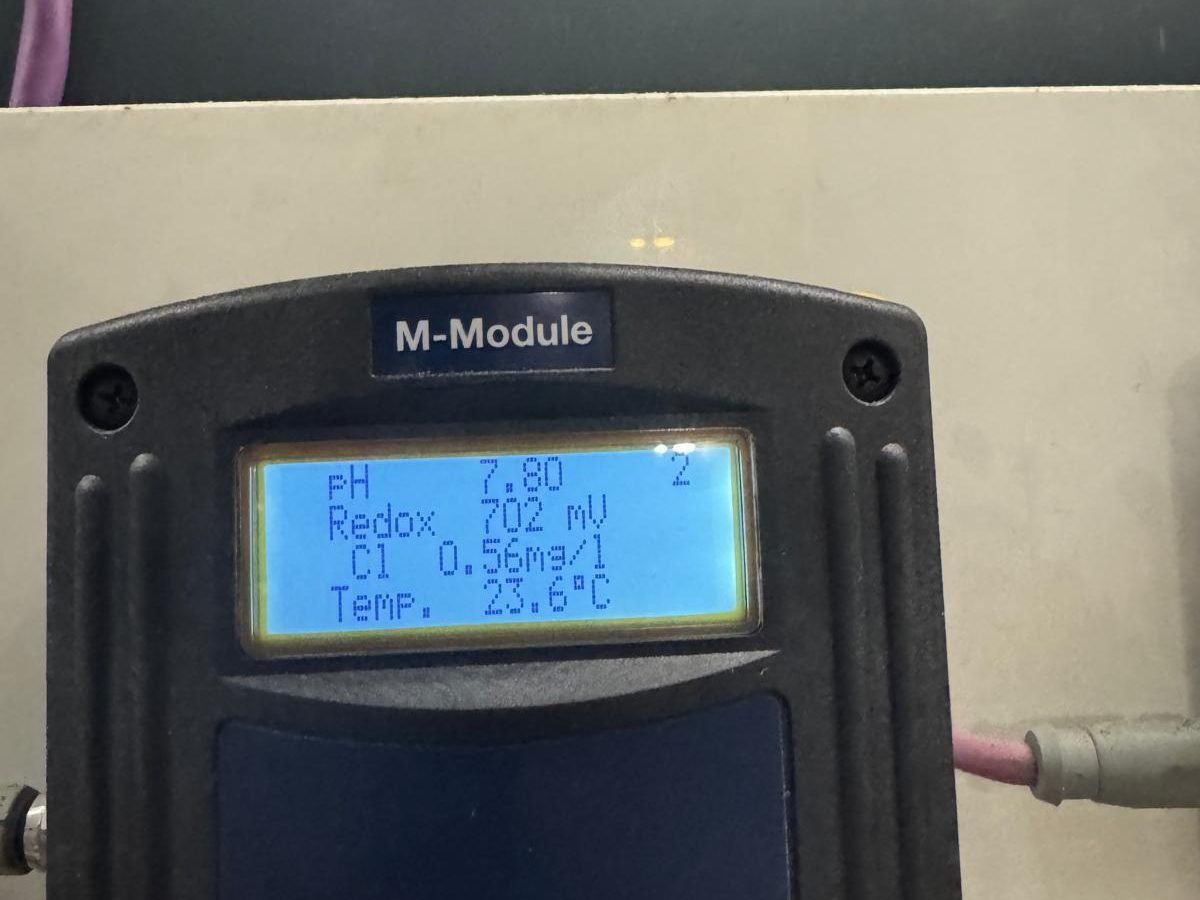 M-Module
pH 7.80 2
Redox 702 mV
Cl 0.56mg/l
Temp. 23.6°C